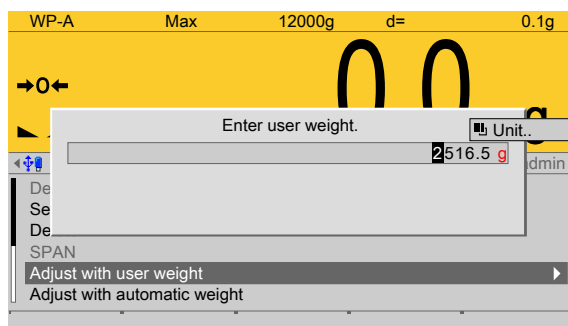 WP-A Max 12000g d= 0.1g
→0← 0.0
g
Enter user weight.
Unit..
2516.5 g
dmin
De
Se
De
SPAN
Adjust with user weight
Adjust with automatic weight